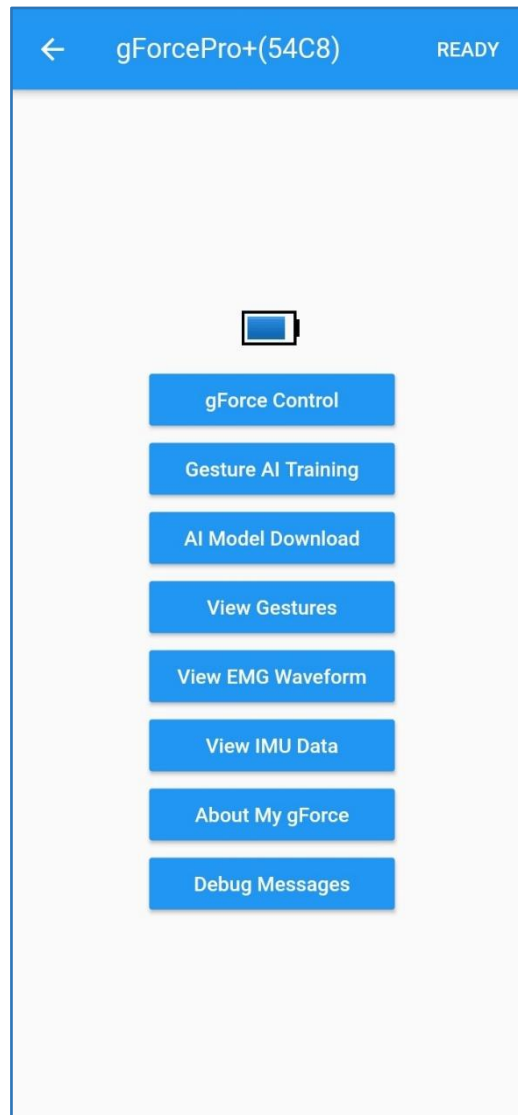 gForcePro+(54C8) READY
gForce Control
Gesture AI Training
AI Model Download
View Gestures
View EMG Waveform
View IMU Data
About My gForce
Debug Messages